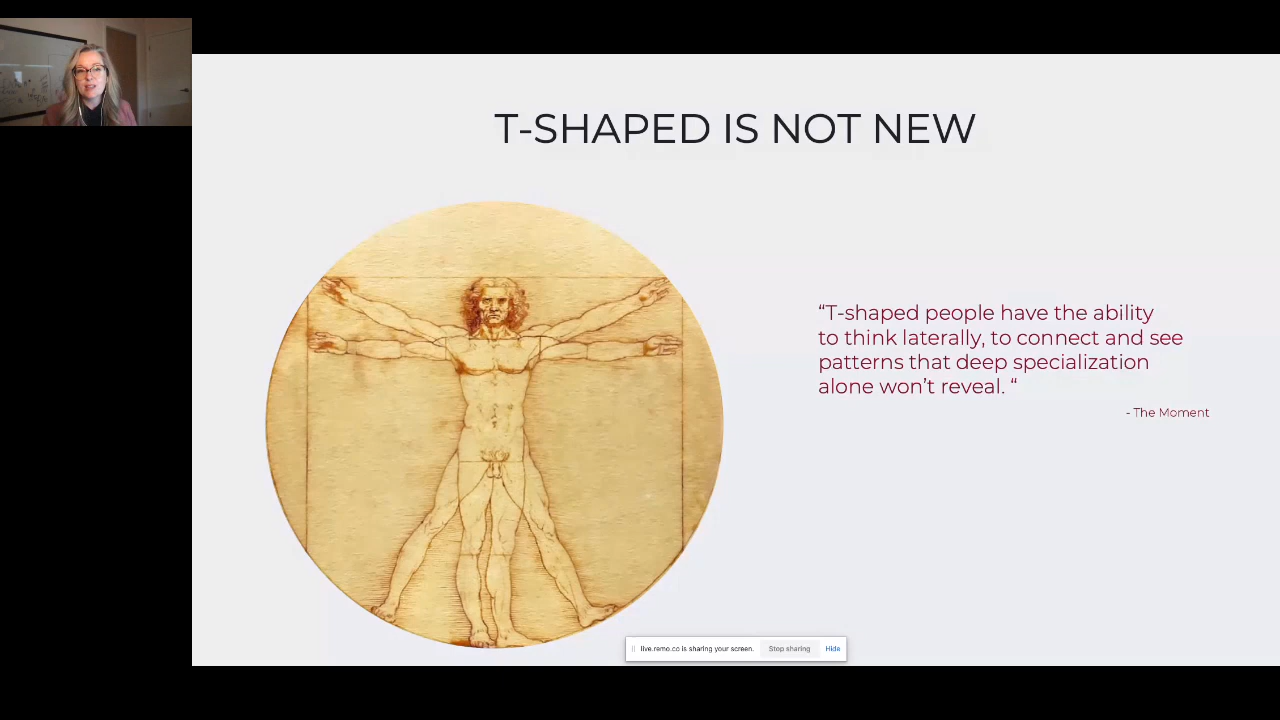 T-SHAPED IS NOT NEW
“T-shaped people have the ability
to think laterally, to connect and see
patterns that deep specialization
alone won’t reveal. “
- The Moment
live.remo.co is sharing your screen. Stop sharing Hide